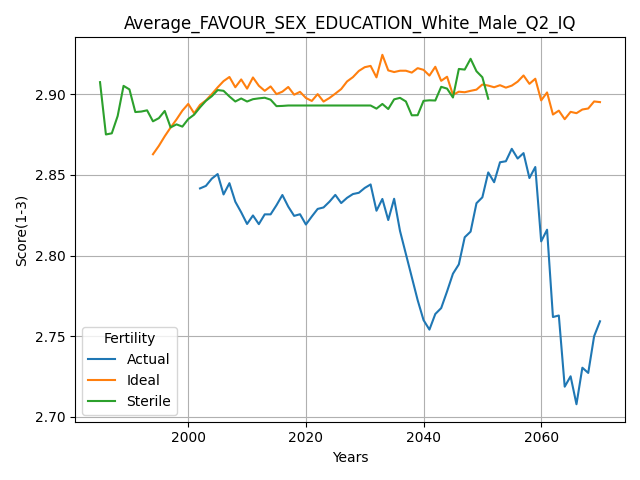 Average_FAVOUR_SEX_EDUCATION_White_Male_Q2_IQ
Score(1-3)
2.90
2.85
2.80
2.75
2.70
Fertility
Actual
Ideal
Sterile
2000
2020
2040
2060
Years